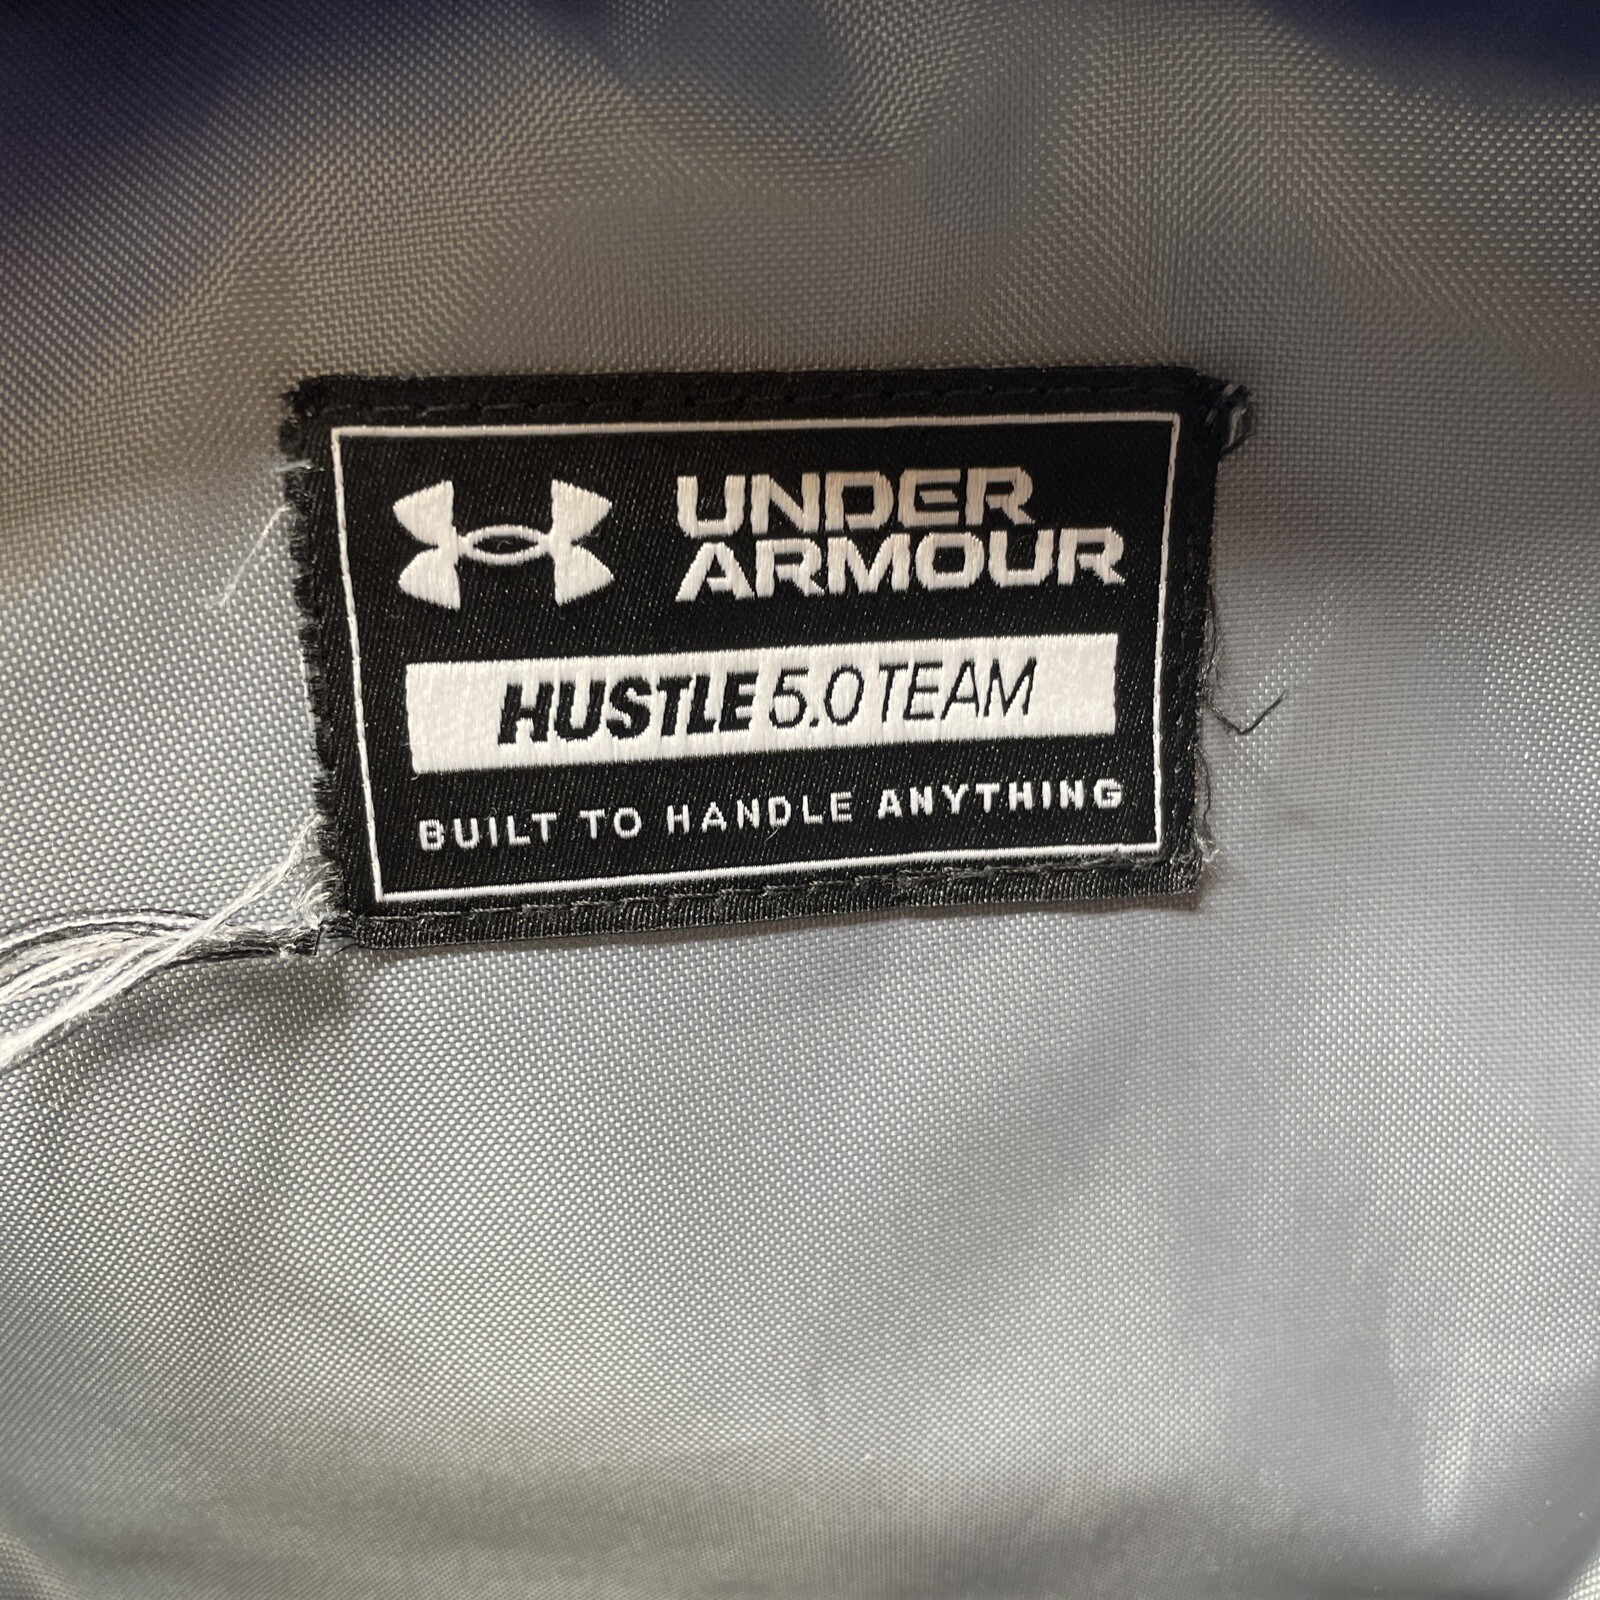 UNDER
ARMOUR
HUSTLE 5.0 TEAM
BUILT TO HANDLE ANYTHING